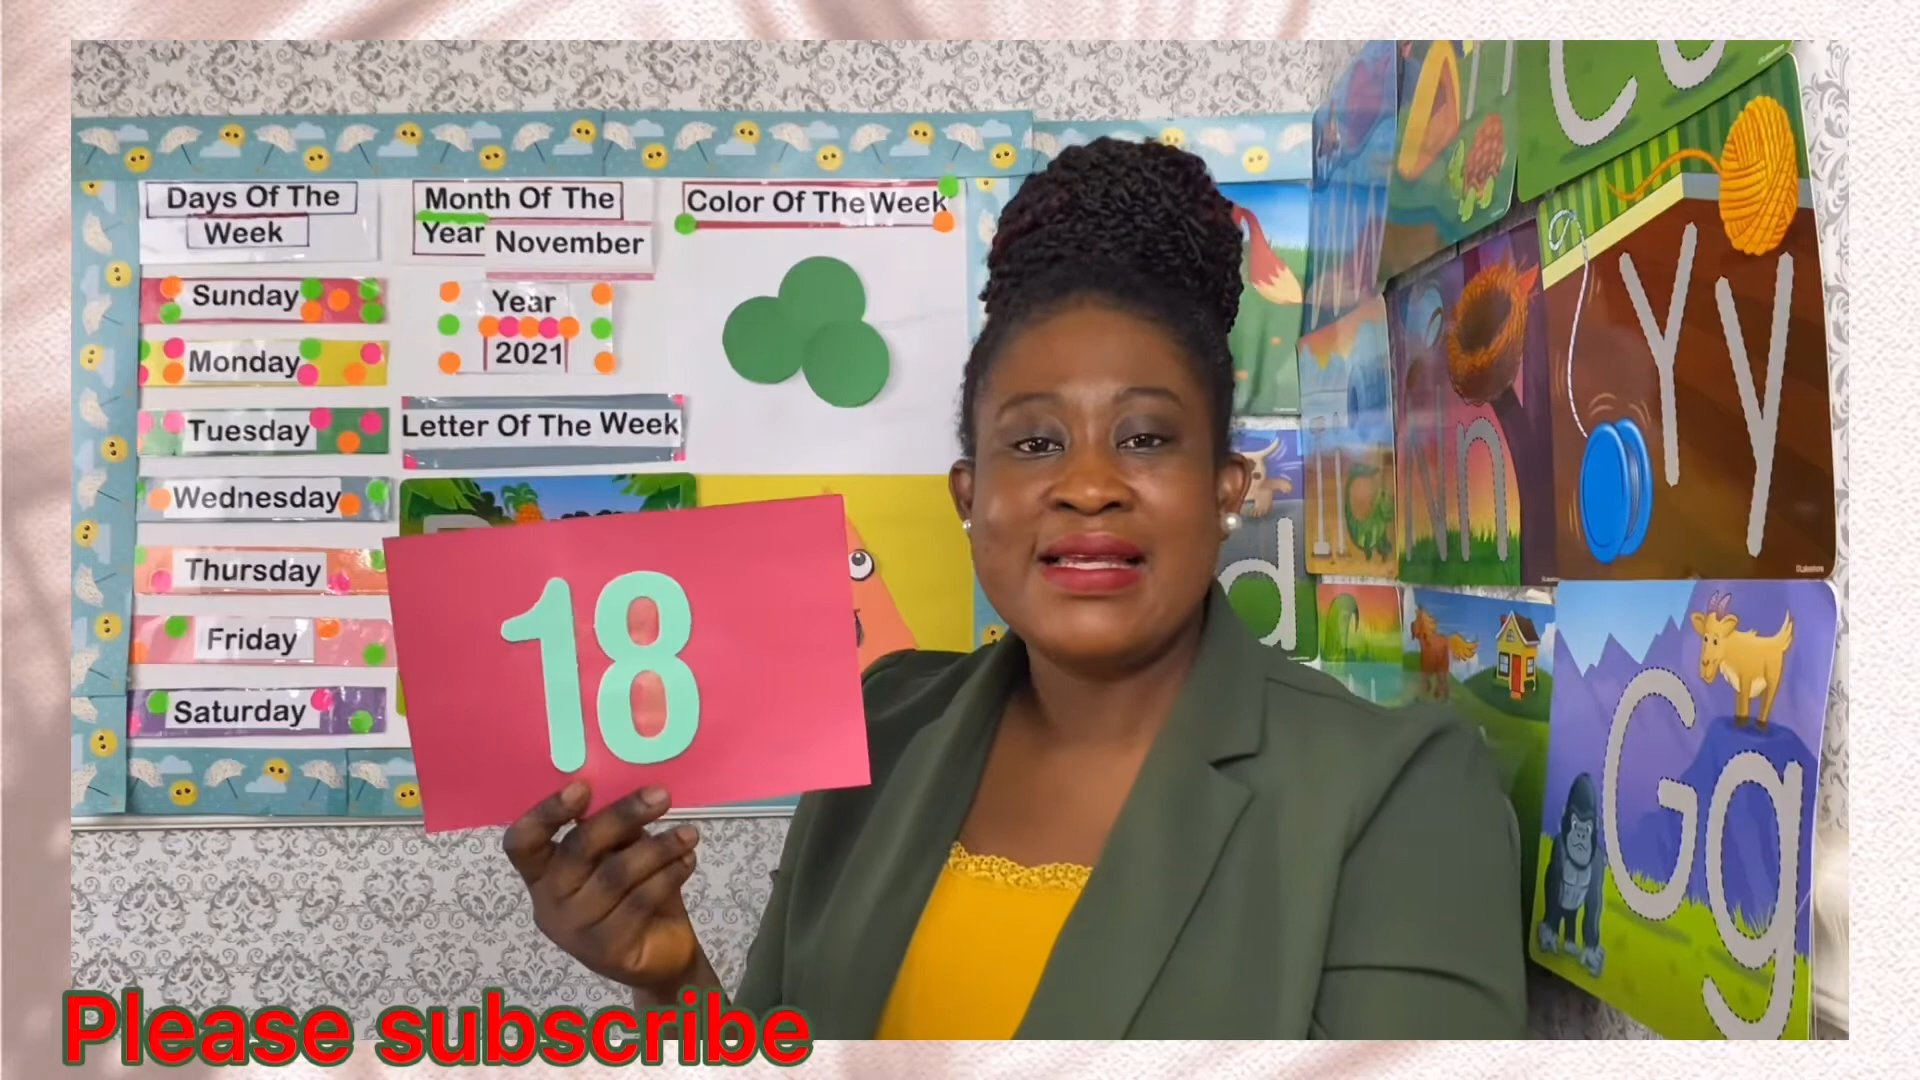 Days Of The
Week
Sunday
Monday
Tuesday
Wednesday
Thursday
Friday
Saturday
Month Of The
Year
November
Year
2021
Letter Of The Week
Color Of The Week
18
Yy
Nn
d
Gg
Please subscribe